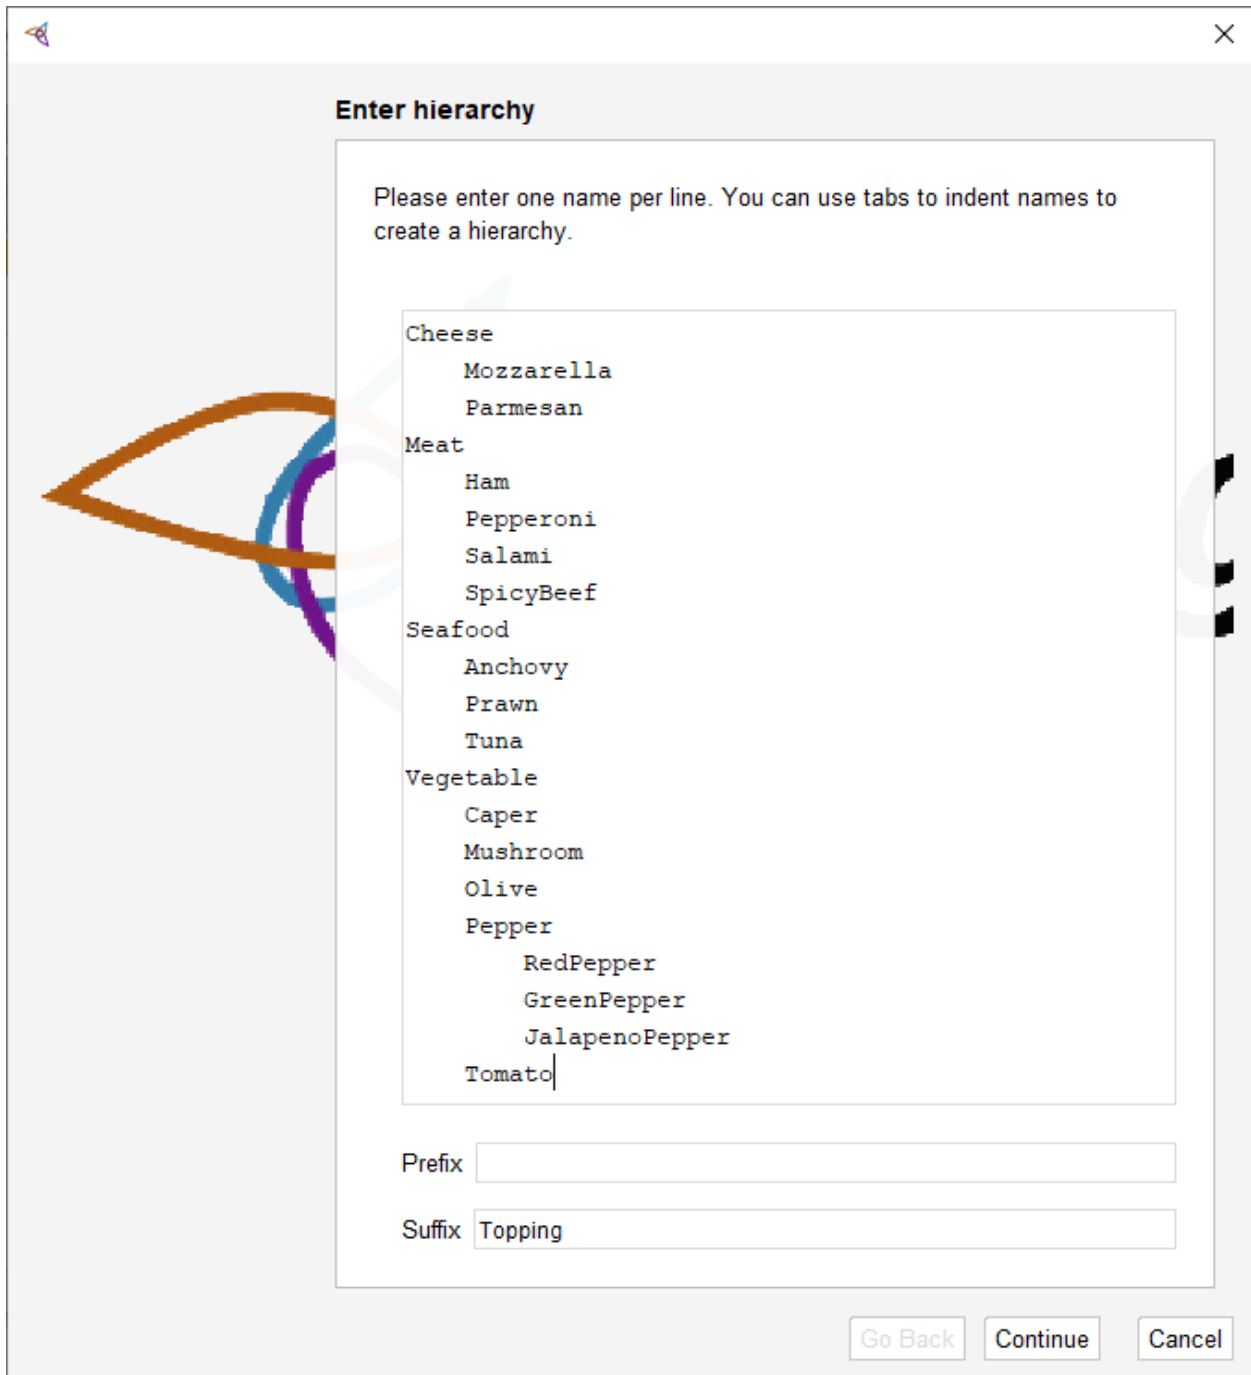 Enter hierarchy
Please enter one name per line. You can use tabs to indent names to
create a hierarchy.
Cheese
Mozzarella
Parmesan
Meat
Ham
Pepperoni
Salami
SpicyBeef
Seafood
Anchovy
Prawn
Tuna
Vegetable
Caper
Mushroom
Olive
Pepper
RedPepper
GreenPepper
JalapenoPepper
Tomato
Prefix
Suffix Topping
Go Back Continue Cancel